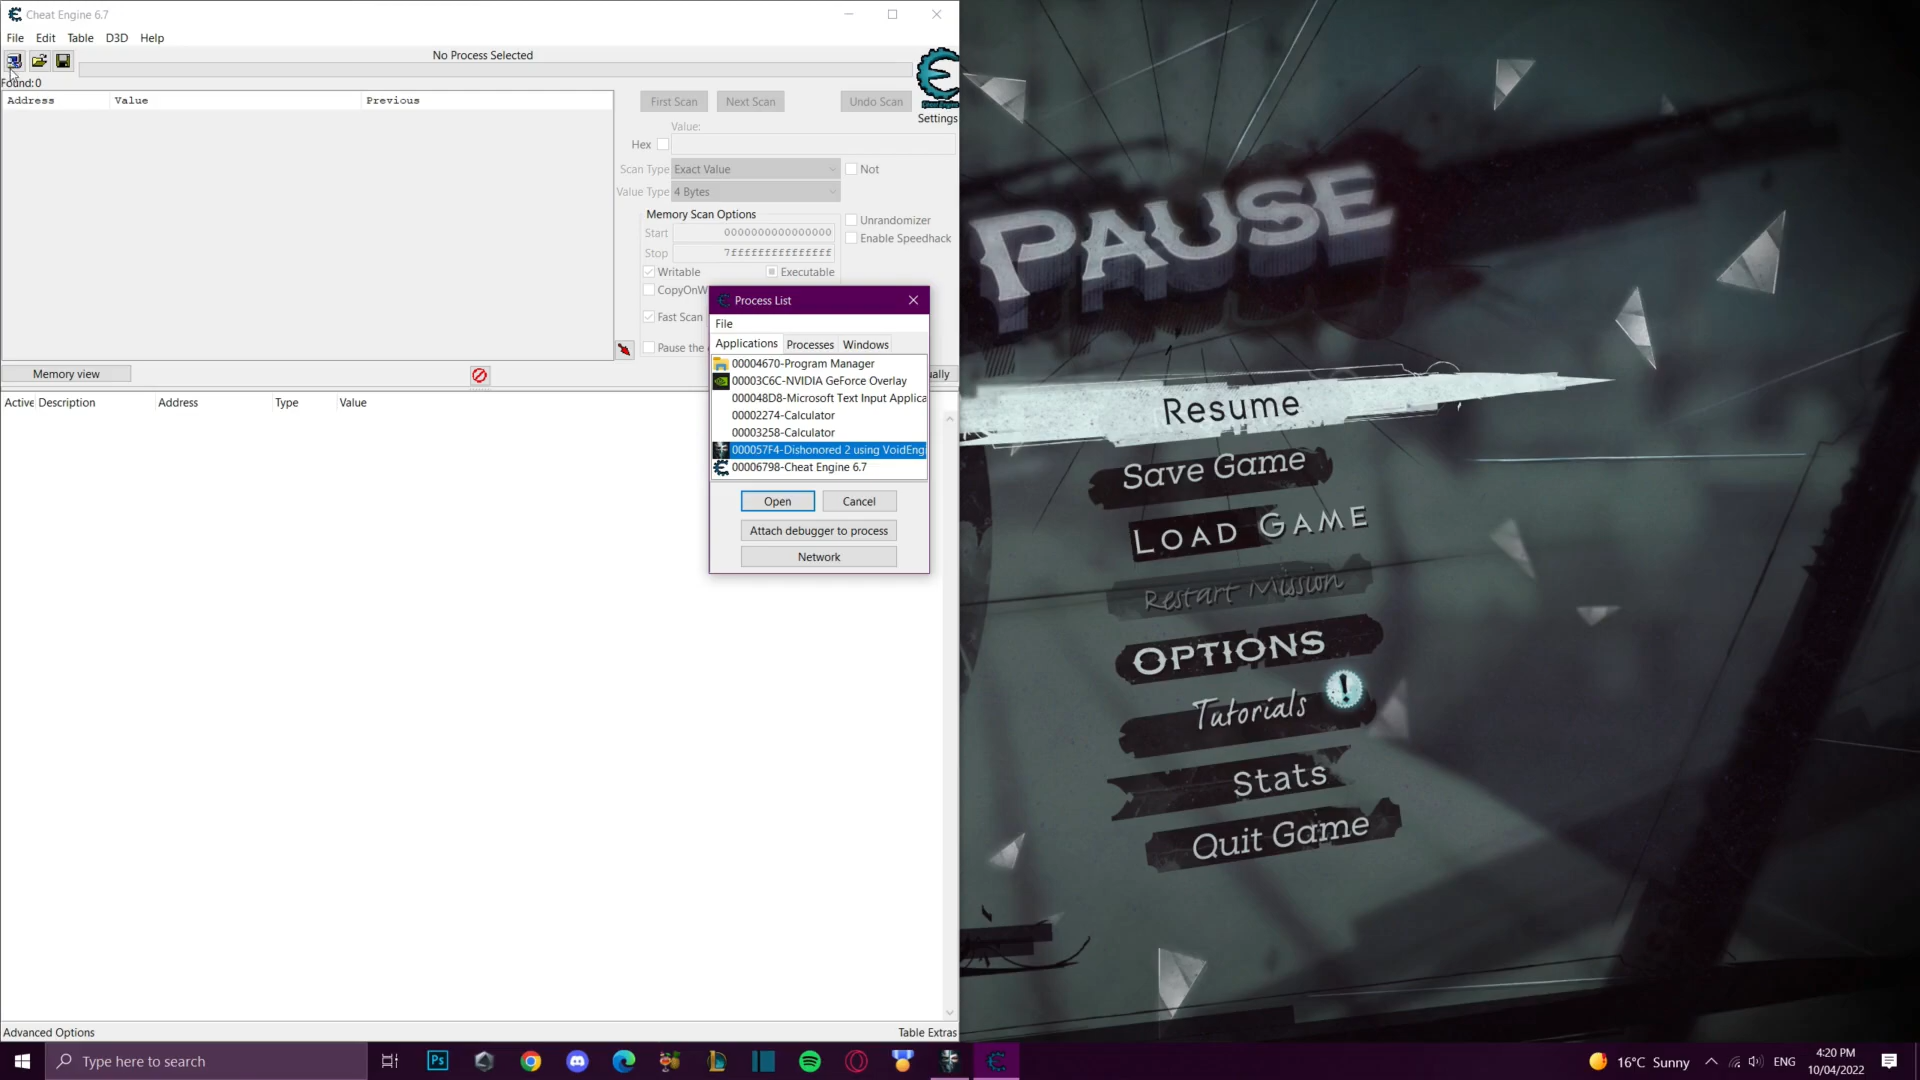 Cheat Engine 6.7
File Edit Table D3D Help
No Process Selected
Found:0
Address Value Previous
First Scan Next Scan Undo Scan
Settings
Value:
Hex
Scan Type Exact Value Not
Value Type 4 Bytes
Memory Scan Options
Start 0000000000000000
Stop 7fffffffffffffff
Unrandomizer
Enable Speedhack
Writable Executable
CopyOnW
Fast Scan
Pause the
Memory view
ually
Active Description Address Type Value
Process List
File
Applications Processes Windows
00004670-Program Manager
00003C6C-NVIDIA GeForce Overlay
000048D8-Microsoft Text Input Applica
00002274-Calculator
00003258-Calculator
000057F4-Dishonored 2 using VoidEng
00006798-Cheat Engine 6.7
Open Cancel
Attach debugger to process
Network
Advanced Options Table Extras
PAUSE
Resume
Save Game
LOAD GAME
Restart Mission
OPTIONS
Tutorials !
Stats
Quit Game
Type here to search
Ps
16°C Sunny
ENG
4:20 PM
10/04/2022